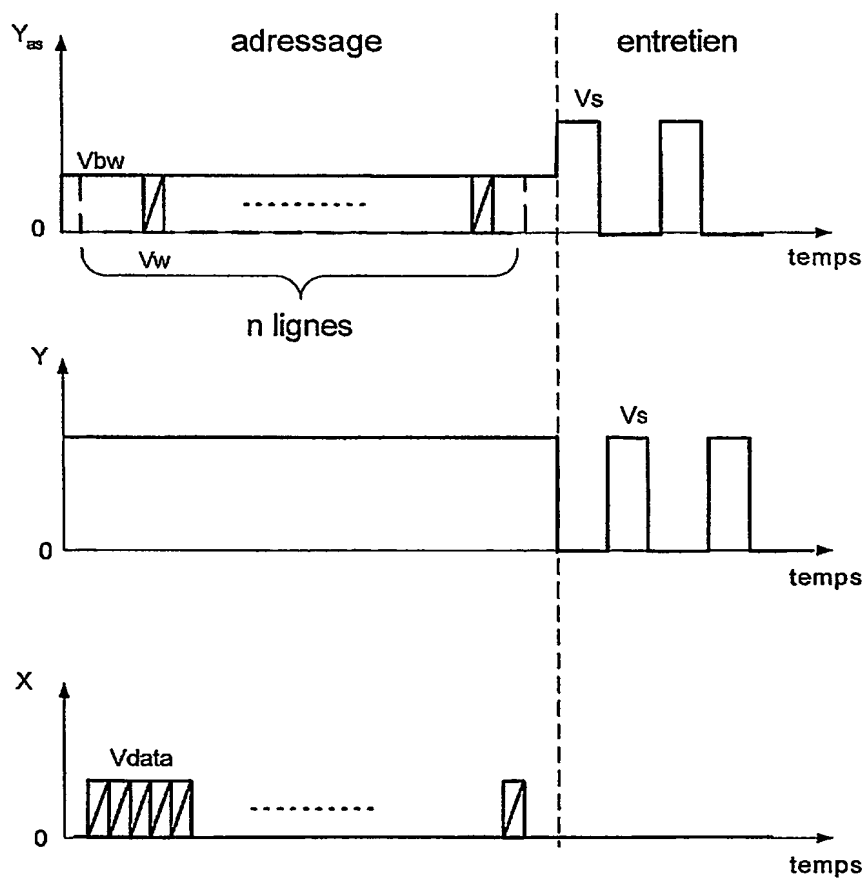 Yas
adressage
entretien
Vs
Vbw
0
temps
Vw
n lignes
Y
Vs
0
temps
X
Vdata
0
temps